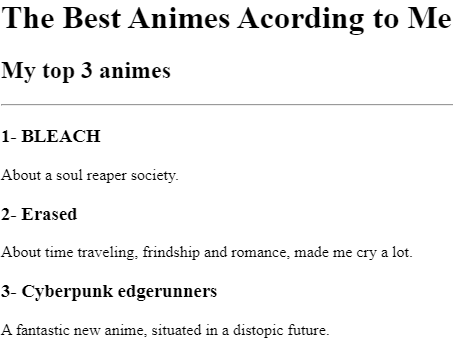 The Best Animes Acording to Me
My top 3 animes
1- BLEACH
About a soul reaper society.
2- Erased
About time traveling, frindship and romance, made me cry a lot.
3- Cyberpunk edgerunners
A fantastic new anime, situated in a distopic future.